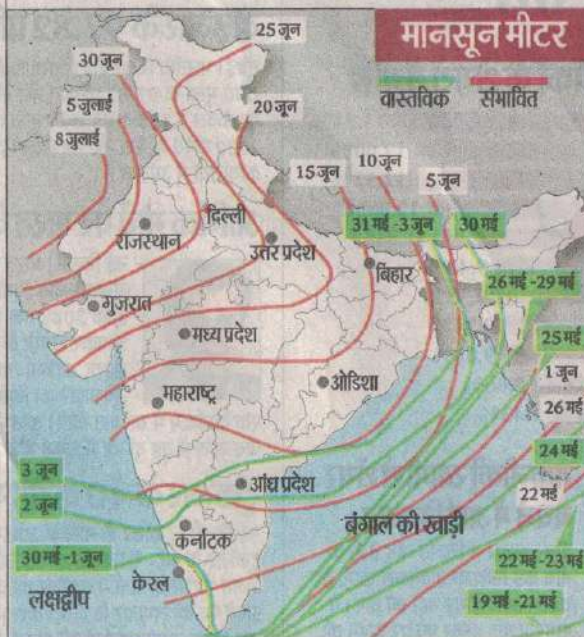 मानसून मीटर
वास्तविक
संभावित
25 जून
30 जून
5 जुलाई
8 जुलाई
20 जून
15 जून
10 जून
5 जून
31 मई -3 जून
30 मई
राजस्थान
दिल्ली
उत्तर प्रदेश
बिहार
26 मई -29 मई
गुजरात
25 मई
मध्य प्रदेश
1 जून
महाराष्ट्र
ओडिशा
26 मई
24 मई
3 जून
आंध्र प्रदेश
22 मई
2 जून
कर्नाटक
बंगाल की खाड़ी
30 मई -1 जून
केरल
22 मई -23 मई
लक्षद्वीप
19 मई -21 मई